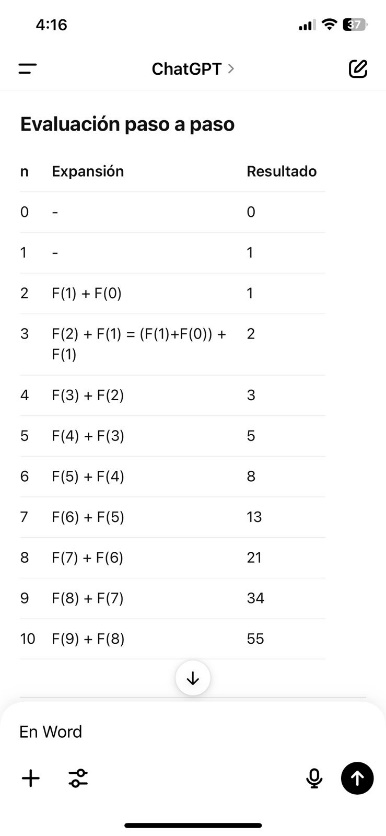 4:16
37
ChatGPT
Evaluación paso a paso
n Expansión Resultado
0 - 0
1 - 1
2 F(1) + F(0) 1
3 F(2) + F(1) = (F(1)+F(0)) + 2
F(1)
4 F(3) + F(2) 3
5 F(4) + F(3) 5
6 F(5) + F(4) 8
7 F(6) + F(5) 13
8 F(7) + F(6) 21
9 F(8) + F(7) 34
10 F(9) + F(8) 55
En Word